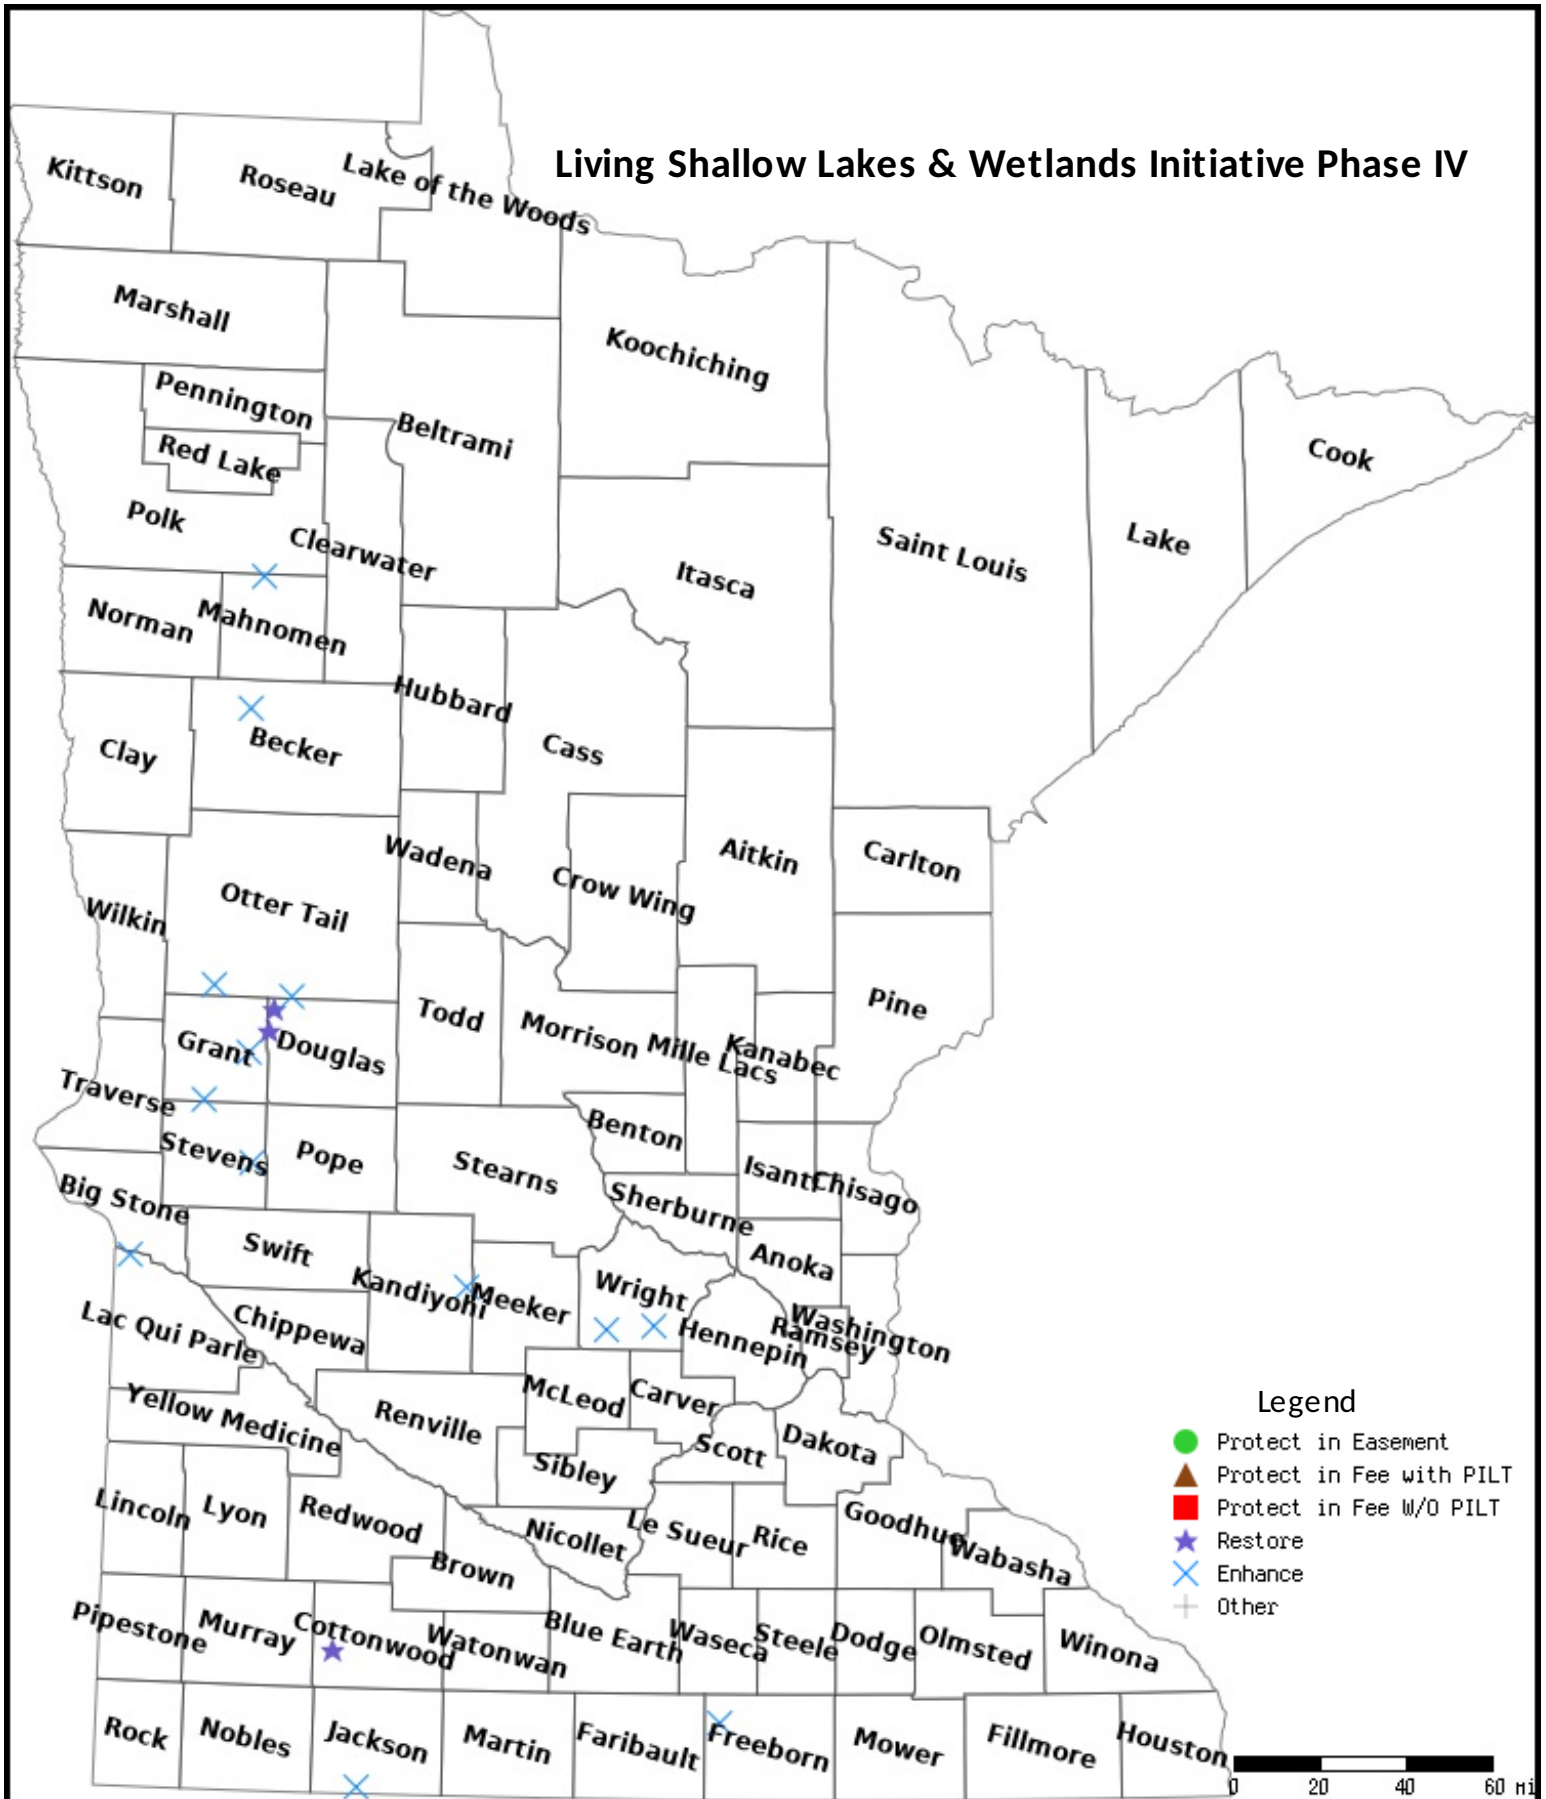 Living Shallow Lakes & Wetlands Initiative Phase IV
Kittson
Roseau
Lake of the Woods
Marshall
Koochiching
Pennington
Beltrami
Red Lake
Cook
Polk
Clearwater
Saint Louis
Lake
Itasca
Norman
Mahnomen
Hubbard
Clay
Becker
Cass
Wadena
Aitkin
Carlton
Wilkin
Otter Tail
Crow Wing
Todd
Pine
Grant
Douglas
Morrison
Mille Lacs
Kanabec
Traverse
Stevens
Pope
Stearns
Benton
Isanti
Chisago
Big Stone
Sherburne
Swift
Anoka
Kandiyohi
Meeker
Wright
Lac Qui Parle
Chippewa
Hennepin
Ramsey
Washington
Yellow Medicine
Renville
McLeod
Carver
Scott
Dakota
Sibley
Lincoln
Lyon
Redwood
Nicollet
Le Sueur
Rice
Goodhue
Wabasha
Brown
Pipestone
Murray
Cottonwood
Watonwan
Blue Earth
Waseca
Steele
Dodge
Olmsted
Winona
Rock
Nobles
Jackson
Martin
Faribault
Freeborn
Mower
Fillmore
Houston
Legend
Protect in Easement
Protect in Fee with PILT
Protect in Fee W/O PILT
Restore
Enhance
Other
0 20 40 60 mi